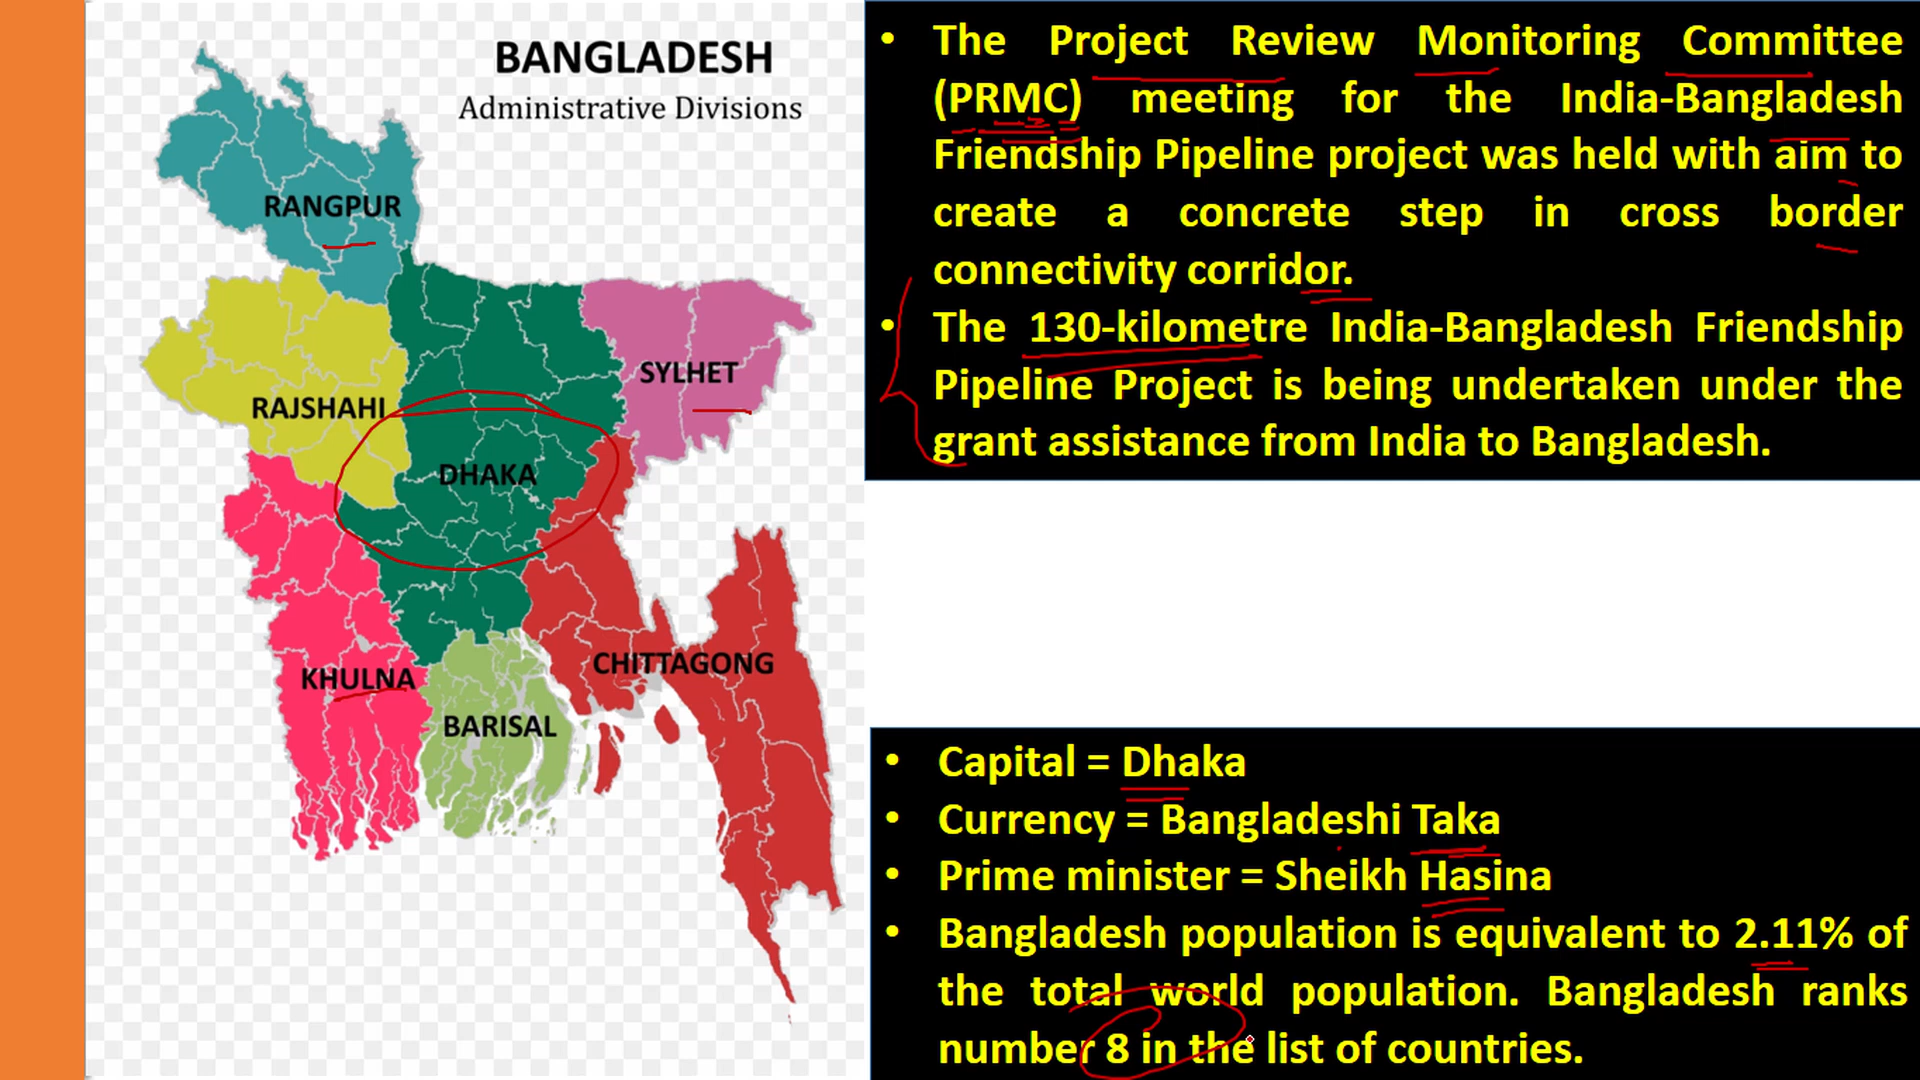 BANGLADESH
Administrative Divisions
RANGPUR
RAJSHAHI
SYLHET
DHAKA
KHULNA
BARISAL
CHITTAGONG
• The Project Review Monitoring Committee
(PRMC) meeting for the India-Bangladesh
Friendship Pipeline project was held with aim to
create a concrete step in cross border
connectivity corridor.
• The 130-kilometre India-Bangladesh Friendship
Pipeline Project is being undertaken under the
grant assistance from India to Bangladesh.
• Capital = Dhaka
• Currency = Bangladeshi Taka
• Prime minister = Sheikh Hasina
• Bangladesh population is equivalent to 2.11% of
the total world population. Bangladesh ranks
number 8 in the list of countries.